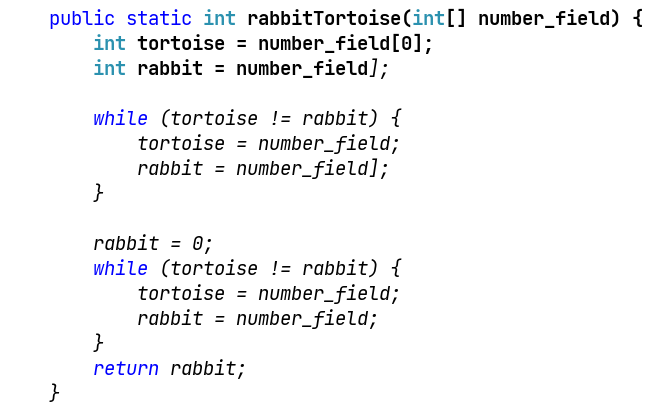 public static int rabbitTortoise(int[] number_field) {
int tortoise = number_field[0];
int rabbit = number_field];
while (tortoise != rabbit) {
tortoise = number_field;
rabbit = number_field];
}
rabbit = 0;
while (tortoise != rabbit) {
tortoise = number_field;
rabbit = number_field;
}
return rabbit;
}